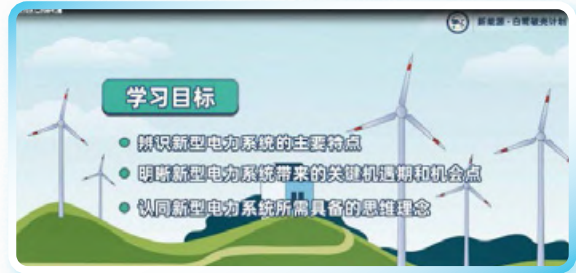 新能源·白鹭破壳计划
学习目标
辨识新型电力系统的主要特点
明晰新型电力系统带来的关键机遇期和机会点
认同新型电力系统所需具备的思维理念